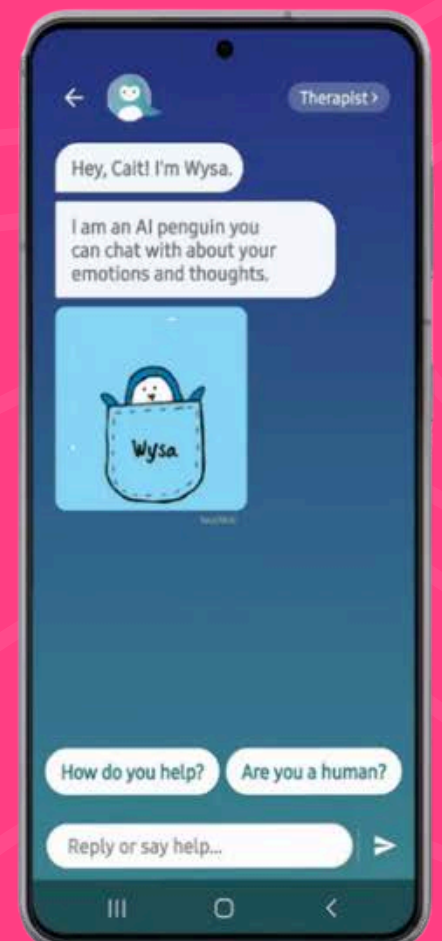 Therapist >
Hey, Cait! I'm Wysa.
I am an AI penguin you
can chat with about your
emotions and thoughts.
Wysa
How do you help?
Are you a human?
Reply or say help...